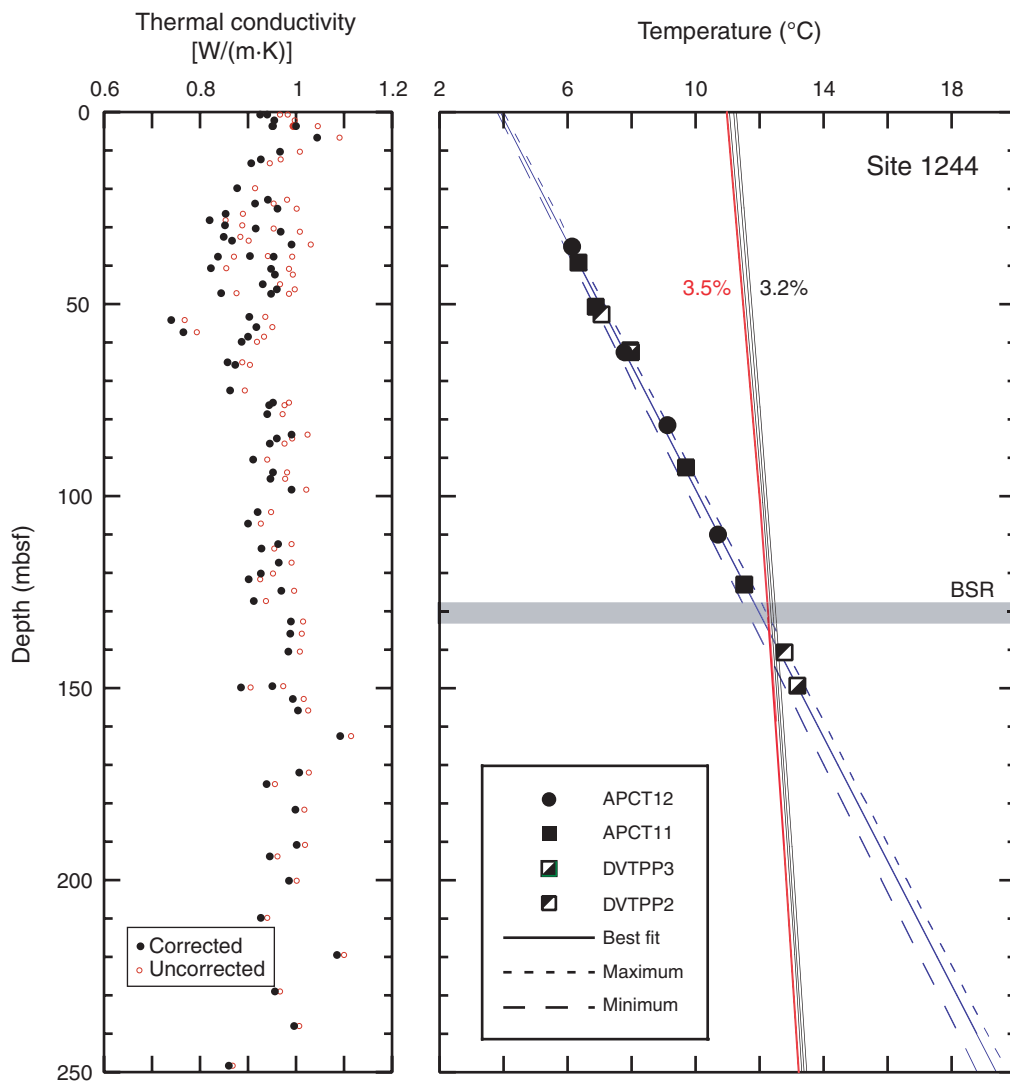 Thermal conductivity
[W/(m·K)]
Temperature (°C)
0.6 0.8 1 1.2
2 6 10 14 18
0
50
100
150
200
250
Depth (mbsf)
Site 1244
3.5% 3.2%
BSR
Corrected
Uncorrected
APCT12
APCT11
DVTPP3
DVTPP2
Best fit
Maximum
Minimum